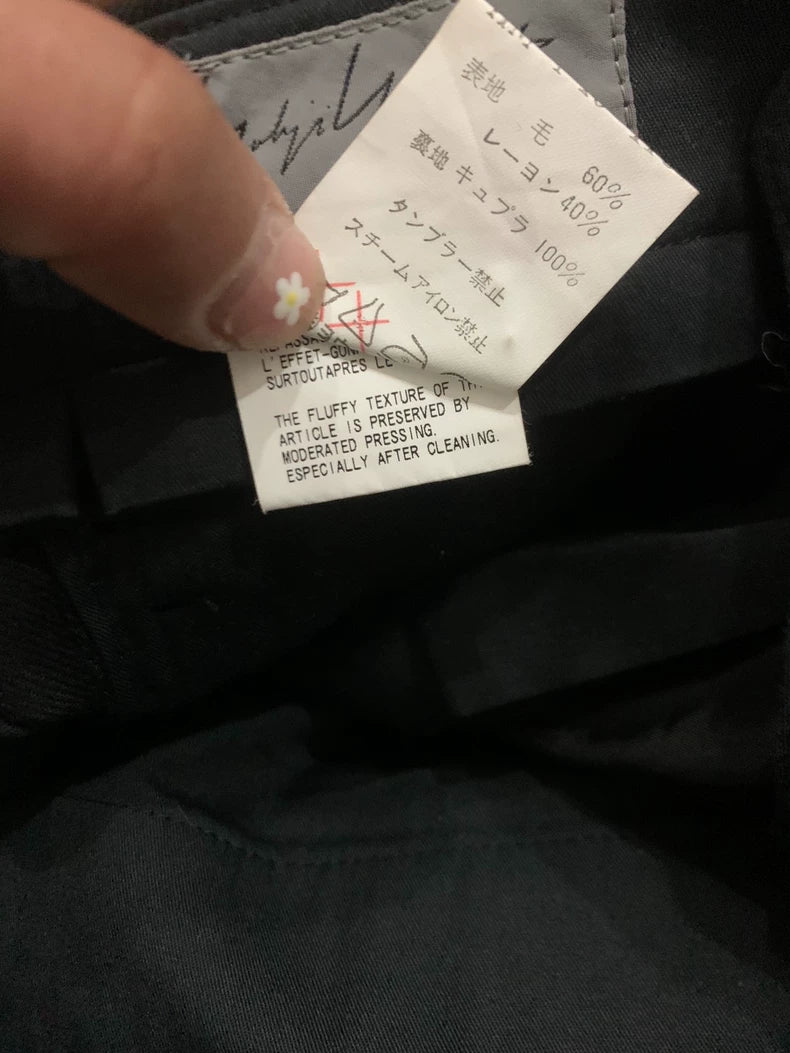 表地 毛 60%
レーヨン 40%
裏地 キュプラ 100%
タンブラー禁止
スチームアイロン禁止
L'EFFET-GON
SURTOUTAPRES LE
THE FLUFFY TEXTURE OF
ARTICLE IS PRESERVED BY
MODERATED PRESSING.
ESPECIALLY AFTER CLEANING.